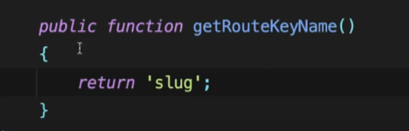 public function getRouteKeyName()
{
return 'slug';
}